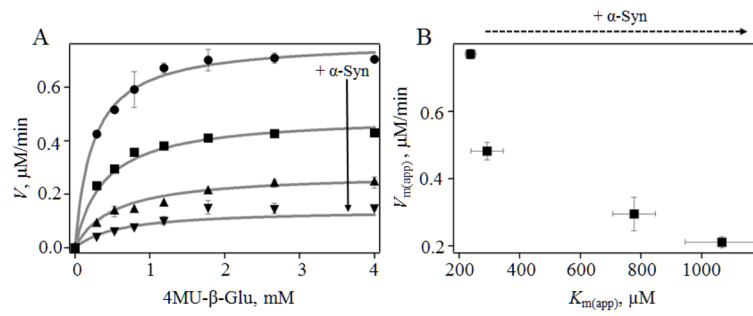 A
+ α-Syn
0.6
0.4
0.2
0.0
V, μM/min
0 1 2 3 4
4MU-β-Glu, mM
+ α-Syn
B
0.6
0.4
0.2
Vm(app), μM/min
200 400 600 800 1000
Km(app), μM